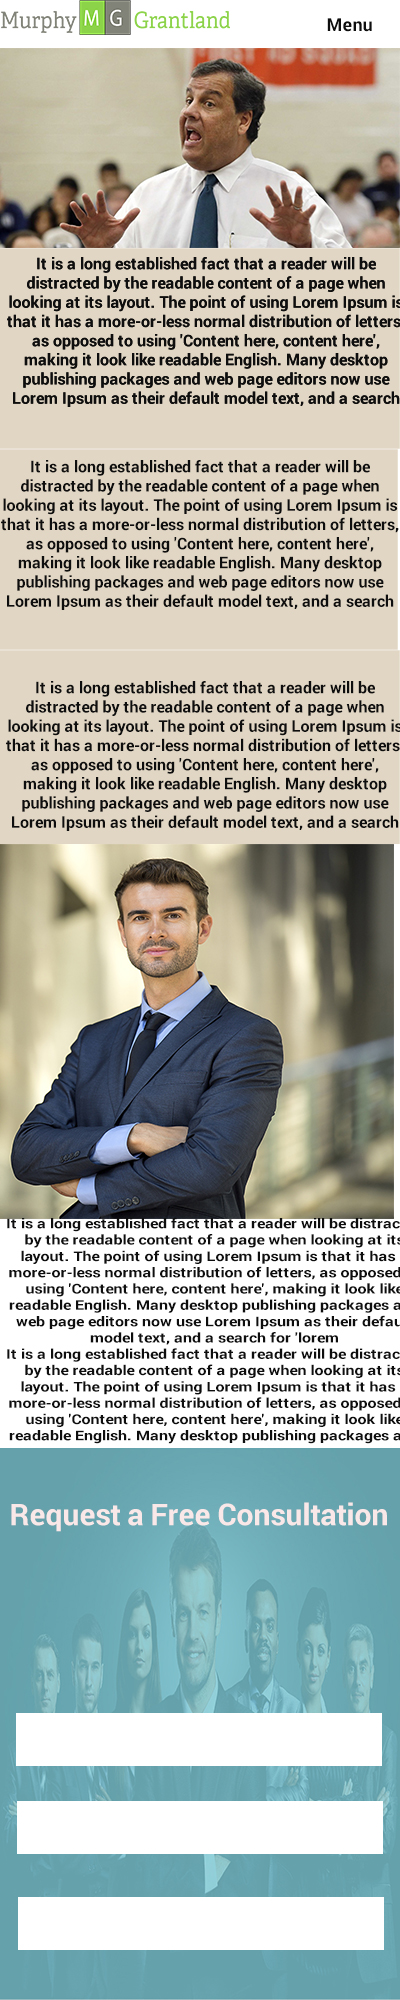 Murphy MG Grantland
Menu
It is a long established fact that a reader will be
distracted by the readable content of a page when
looking at its layout. The point of using Lorem Ipsum is
that it has a more-or-less normal distribution of letters
as opposed to using 'Content here, content here',
making it look like readable English. Many desktop
publishing packages and web page editors now use
Lorem Ipsum as their default model text, and a search
It is a long established fact that a reader will be
distracted by the readable content of a page when
looking at its layout. The point of using Lorem Ipsum is
that it has a more-or-less normal distribution of letters,
as opposed to using 'Content here, content here',
making it look like readable English. Many desktop
publishing packages and web page editors now use
Lorem Ipsum as their default model text, and a search
It is a long established fact that a reader will be
distracted by the readable content of a page when
looking at its layout. The point of using Lorem Ipsum is
that it has a more-or-less normal distribution of letters
as opposed to using 'Content here, content here',
making it look like readable English. Many desktop
publishing packages and web page editors now use
Lorem Ipsum as their default model text, and a search
It is a long established fact that a reader will be distrac
by the readable content of a page when looking at its
layout. The point of using Lorem Ipsum is that it has
more-or-less normal distribution of letters, as opposed
using 'Content here, content here', making it look like
readable English. Many desktop publishing packages a
web page editors now use Lorem Ipsum as their defau
model text, and a search for 'lorem
It is a long established fact that a reader will be distrac
by the readable content of a page when looking at its
layout. The point of using Lorem Ipsum is that it has
more-or-less normal distribution of letters, as opposed
using 'Content here, content here', making it look like
readable English. Many desktop publishing packages a
Request a Free Consultation